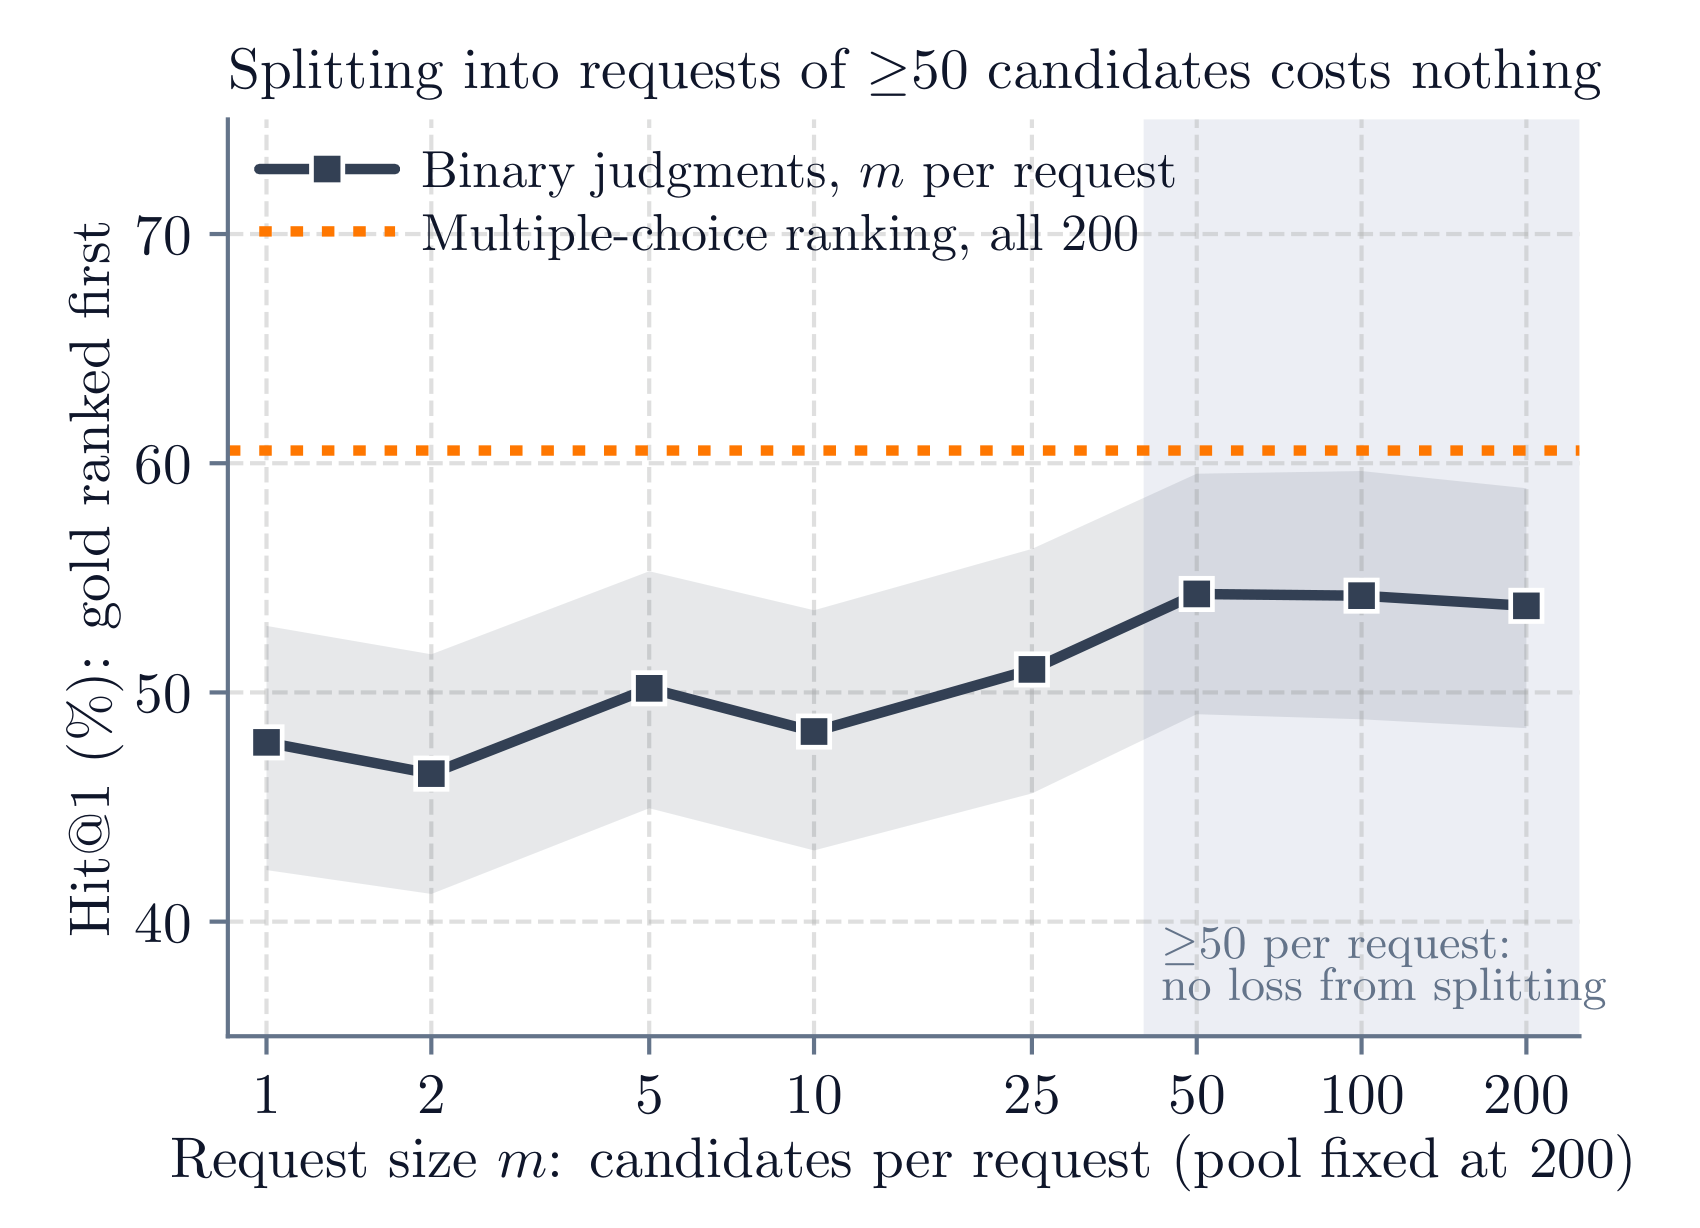 Splitting into requests of ≥50 candidates costs nothing
Binary judgments, m per request
Multiple-choice ranking, all 200
Hit@1 (%): gold ranked first
70
60
50
40
≥50 per request:
no loss from splitting
1 2 5 10 25 50 100 200
Request size m: candidates per request (pool fixed at 200)